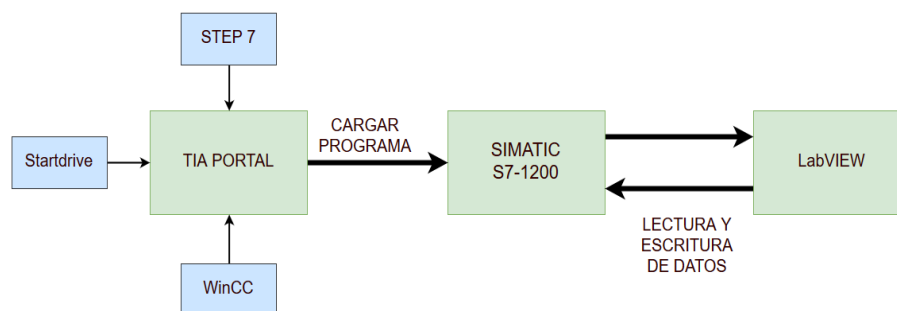 STEP 7
CARGAR
PROGRAMA
Startdrive
TIA PORTAL
SIMATIC
S7-1200
LabVIEW
LECTURA Y
ESCRITURA
DE DATOS
WinCC